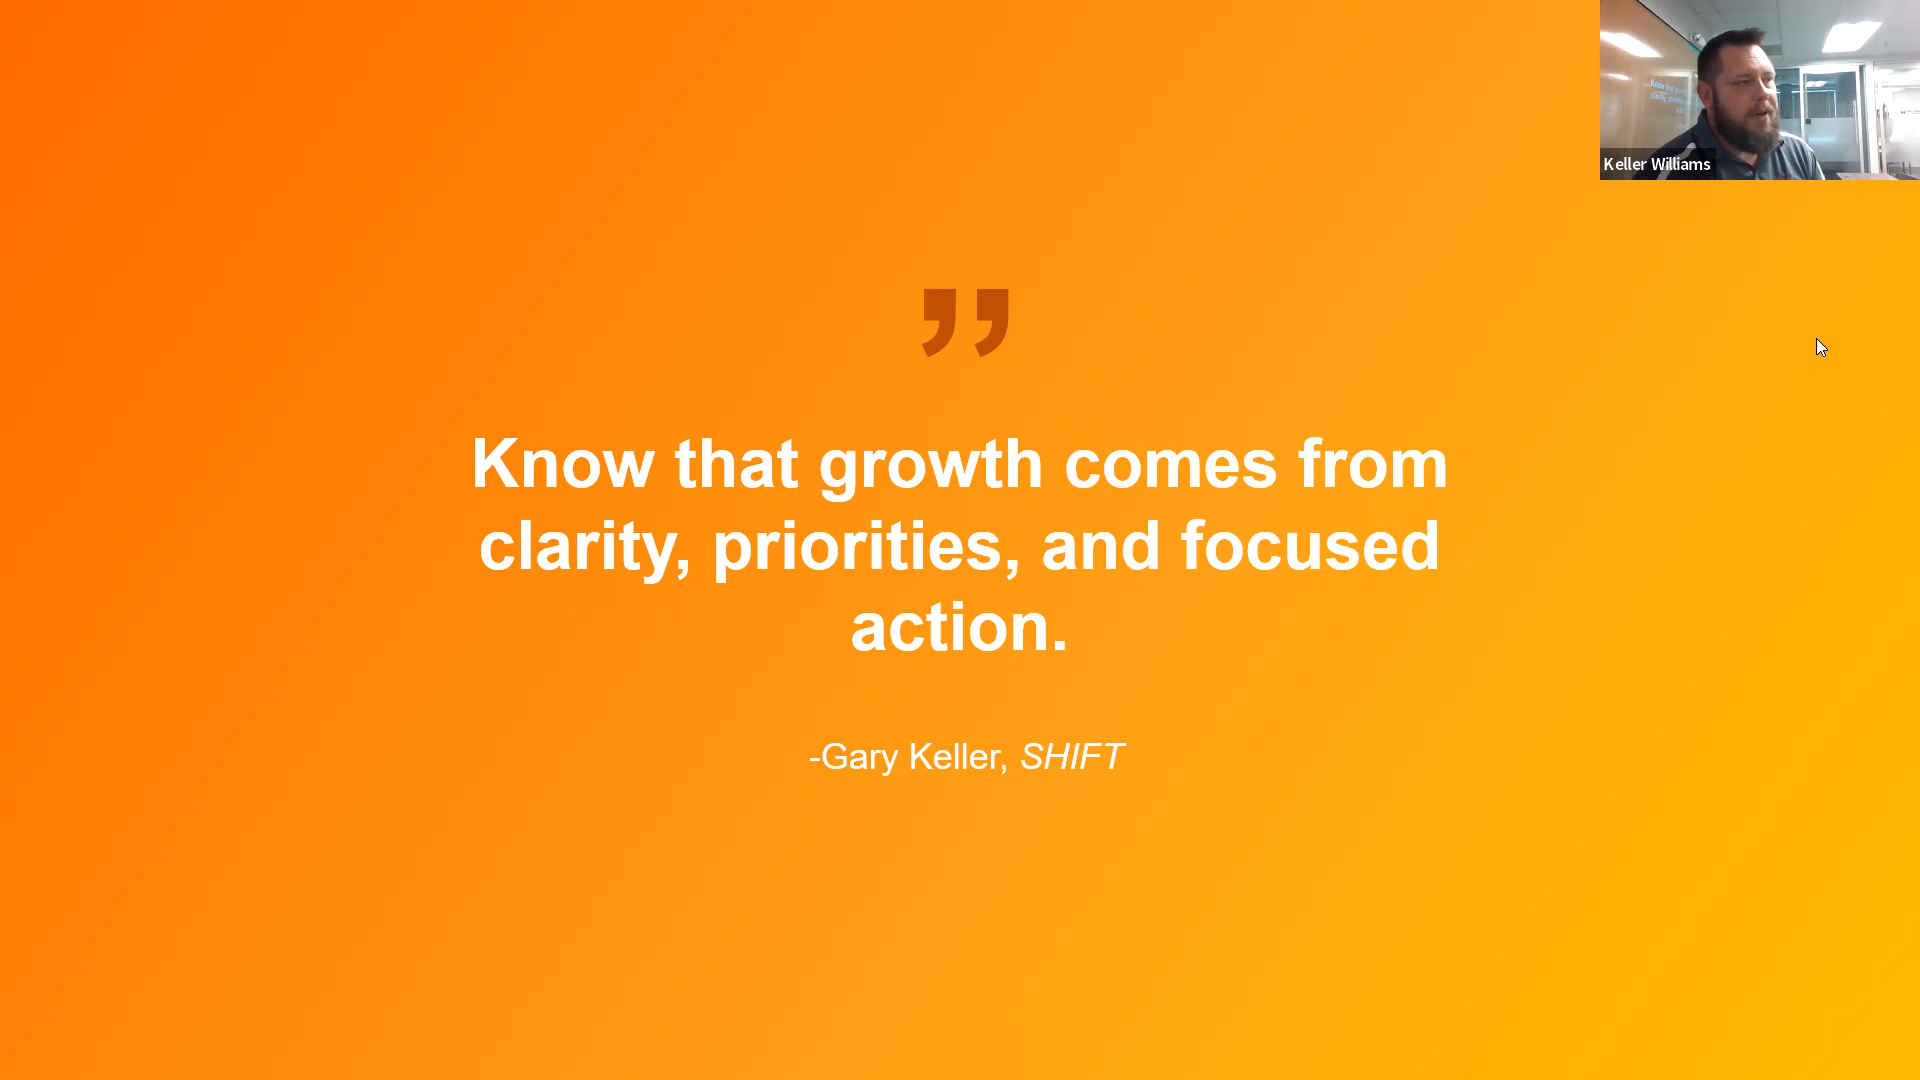 Keller Williams
”
Know that growth comes from
clarity, priorities, and focused
action.
-Gary Keller, SHIFT